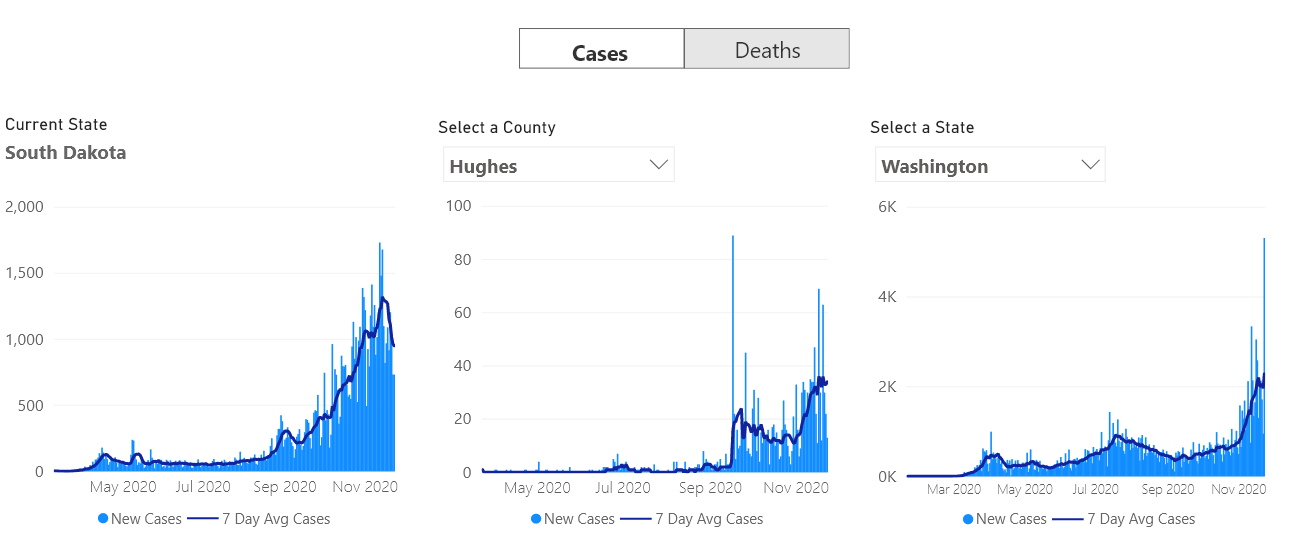 Cases
Deaths
Current State
South Dakota
2,000
1,500
1,000
500
0
May 2020
Jul 2020
Sep 2020
Nov 2020
New Cases
7 Day Avg Cases
Select a County
Hughes
100
80
60
40
20
0
May 2020
Jul 2020
Sep 2020
Nov 2020
New Cases
7 Day Avg Cases
Select a State
Washington
6K
4K
2K
0K
Mar 2020
May 2020
Jul 2020
Sep 2020
Nov 2020
New Cases
7 Day Avg Cases